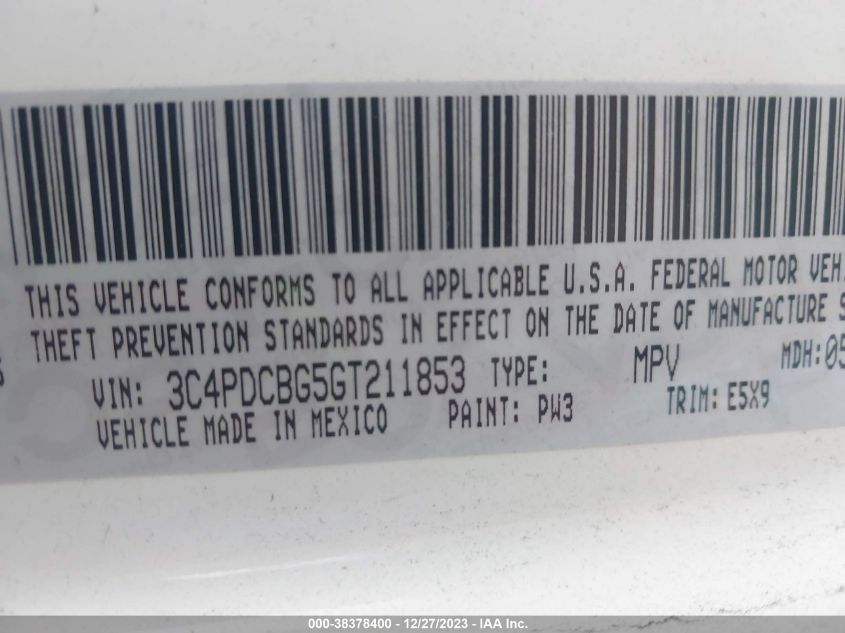 THIS VEHICLE CONFORMS TO ALL APPLICABLE U.S.A. FEDERAL MOTOR
THEFT PREVENTION STANDARDS IN EFFECT ON THE DATE OF MANUFACTURE
VIN: 3C4PDCBG5GT211853 TYPE: MPV MDH:05
VEHICLE MADE IN MEXICO PAINT: PW3 TRIM: E5X9
000-38378400 - 12/27/2023 - IAA Inc.